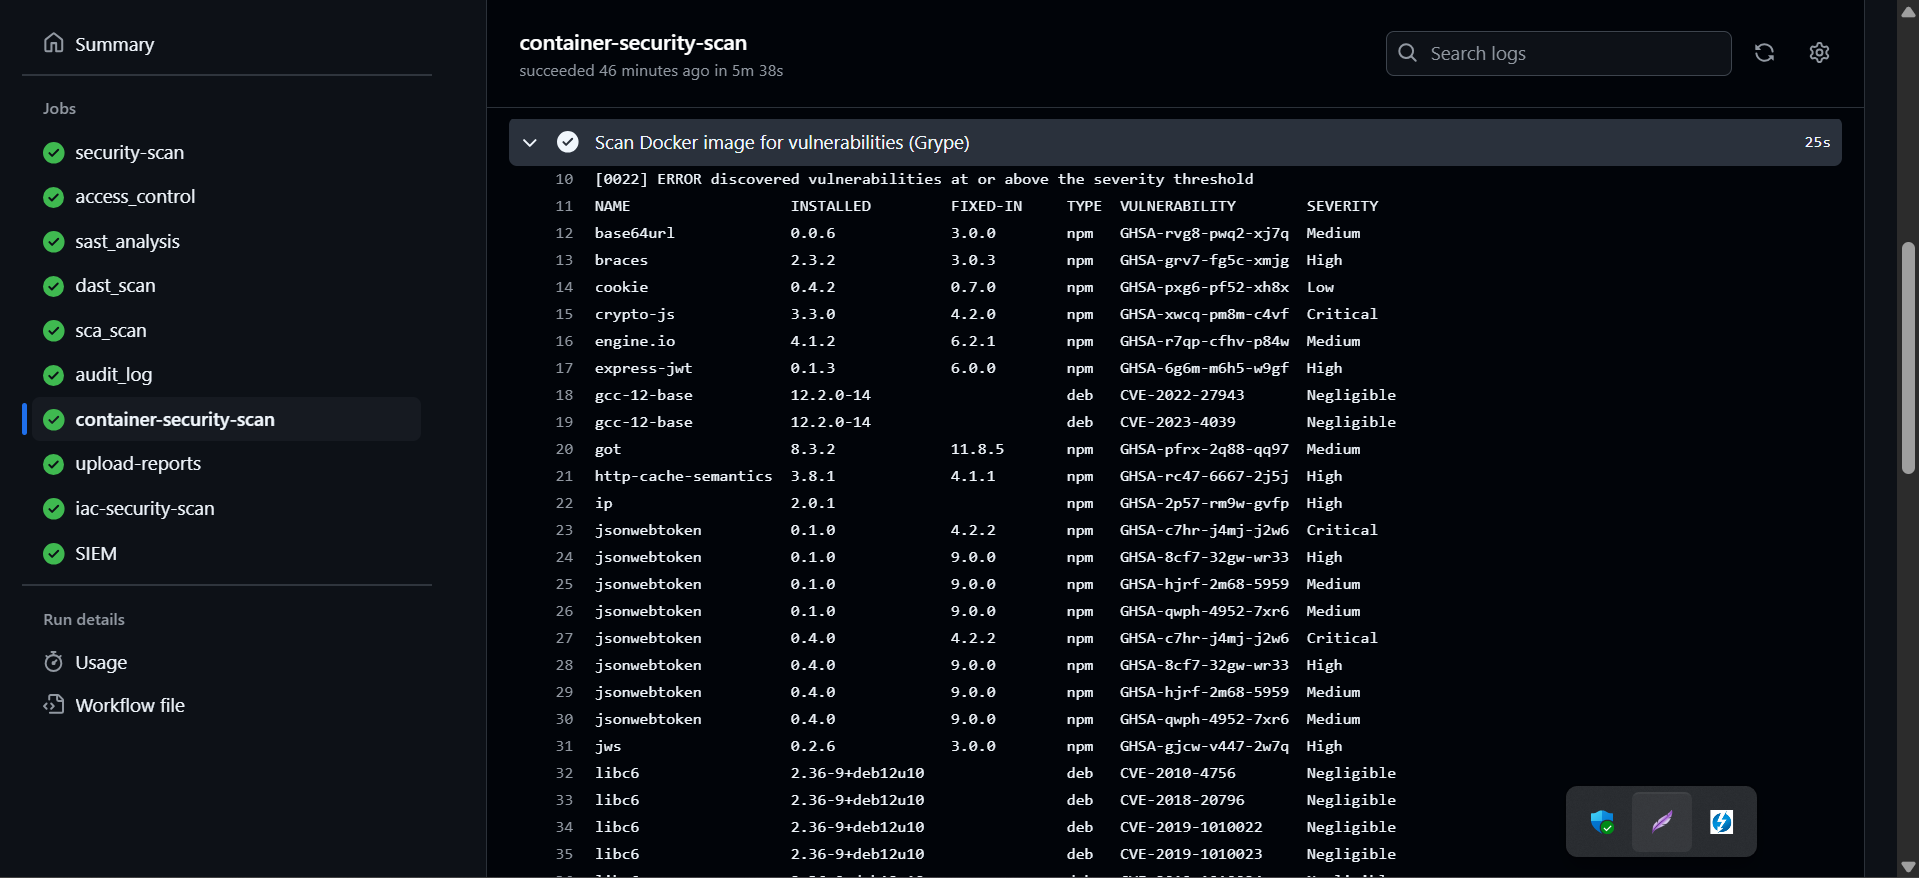 Summary
Jobs
security-scan
access_control
sast_analysis
dast_scan
sca_scan
audit_log
container-security-scan
upload-reports
iac-security-scan
SIEM
Run details
Usage
Workflow file
container-security-scan
succeeded 46 minutes ago in 5m 38s
Search logs
Scan Docker image for vulnerabilities (Grype) 25s
10 [0022] ERROR discovered vulnerabilities at or above the severity threshold
11 NAME INSTALLED FIXED-IN TYPE VULNERABILITY SEVERITY
12 base64url 0.0.6 3.0.0 npm GHSA-rvg8-pwq2-xj7q Medium
13 braces 2.3.2 3.0.3 npm GHSA-grv7-fg5c-xmjg High
14 cookie 0.4.2 0.7.0 npm GHSA-pxg6-pf52-xh8x Low
15 crypto-js 3.3.0 4.2.0 npm GHSA-xwcq-pm8m-c4vf Critical
16 engine.io 4.1.2 6.2.1 npm GHSA-r7qp-cfhv-p84w Medium
17 express-jwt 0.1.3 6.0.0 npm GHSA-6g6m-m6h5-w9gf High
18 gcc-12-base 12.2.0-14 deb CVE-2022-27943 Negligible
19 gcc-12-base 12.2.0-14 deb CVE-2023-4039 Negligible
20 got 8.3.2 11.8.5 npm GHSA-pfrx-2q88-qq97 Medium
21 http-cache-semantics 3.8.1 4.1.1 npm GHSA-rc47-6667-2j5j High
22 ip 2.0.1 npm GHSA-2p57-rm9w-gvfp High
23 jsonwebtoken 0.1.0 4.2.2 npm GHSA-c7hr-j4mj-j2w6 Critical
24 jsonwebtoken 0.1.0 9.0.0 npm GHSA-8cf7-32gw-wr33 High
25 jsonwebtoken 0.1.0 9.0.0 npm GHSA-hjrf-2m68-5959 Medium
26 jsonwebtoken 0.1.0 9.0.0 npm GHSA-qwph-4952-7xr6 Medium
27 jsonwebtoken 0.4.0 4.2.2 npm GHSA-c7hr-j4mj-j2w6 Critical
28 jsonwebtoken 0.4.0 9.0.0 npm GHSA-8cf7-32gw-wr33 High
29 jsonwebtoken 0.4.0 9.0.0 npm GHSA-hjrf-2m68-5959 Medium
30 jsonwebtoken 0.4.0 9.0.0 npm GHSA-qwph-4952-7xr6 Medium
31 jws 0.2.6 3.0.0 npm GHSA-gjcw-v447-2w7q High
32 libc6 2.36-9+deb12u10 deb CVE-2010-4756 Negligible
33 libc6 2.36-9+deb12u10 deb CVE-2018-20796 Negligible
34 libc6 2.36-9+deb12u10 deb CVE-2019-1010022 Negligible
35 libc6 2.36-9+deb12u10 deb CVE-2019-1010023 Negligible